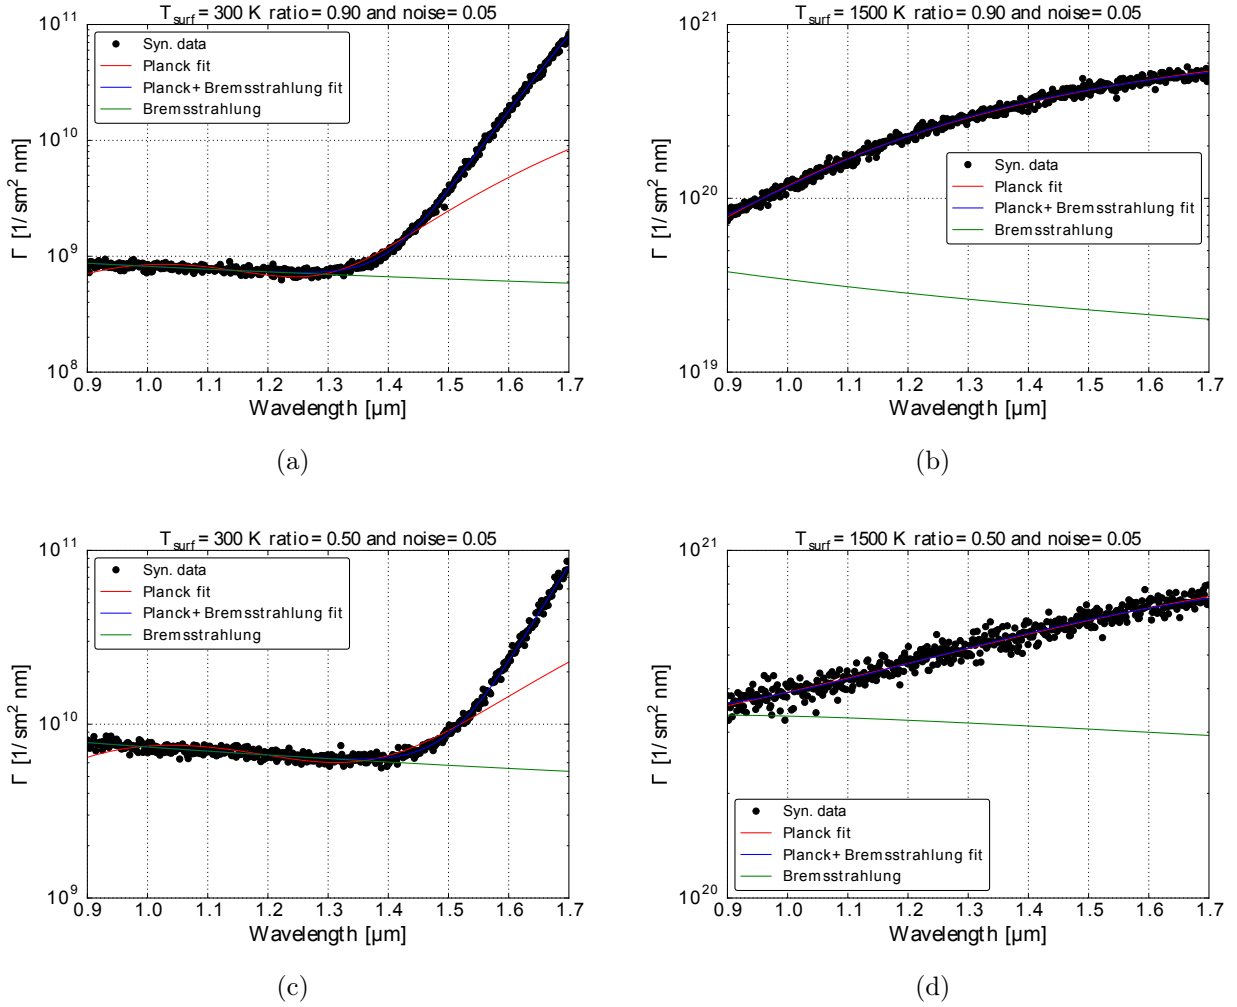 T_surf = 300 K ratio= 0.90 and noise= 0.05
10^11
10^10
10^9
10^8
Γ [1/ sm² nm]
Syn. data
Planck fit
Planck+ Bremsstrahlung fit
Bremsstrahlung
0.9 1.0 1.1 1.2 1.3 1.4 1.5 1.6 1.7
Wavelength [µm]
(a)
T_surf = 1500 K ratio= 0.90 and noise= 0.05
10^21
10^20
10^19
Γ [1/ sm² nm]
Syn. data
Planck fit
Planck+ Bremsstrahlung fit
Bremsstrahlung
0.9 1.0 1.1 1.2 1.3 1.4 1.5 1.6 1.7
Wavelength [µm]
(b)
T_surf = 300 K ratio= 0.50 and noise= 0.05
10^11
10^10
10^9
Γ [1/ sm² nm]
Syn. data
Planck fit
Planck+ Bremsstrahlung fit
Bremsstrahlung
0.9 1.0 1.1 1.2 1.3 1.4 1.5 1.6 1.7
Wavelength [µm]
(c)
T_surf = 1500 K ratio= 0.50 and noise= 0.05
10^21
10^20
Γ [1/ sm² nm]
Syn. data
Planck fit
Planck+ Bremsstrahlung fit
Bremsstrahlung
0.9 1.0 1.1 1.2 1.3 1.4 1.5 1.6 1.7
Wavelength [µm]
(d)